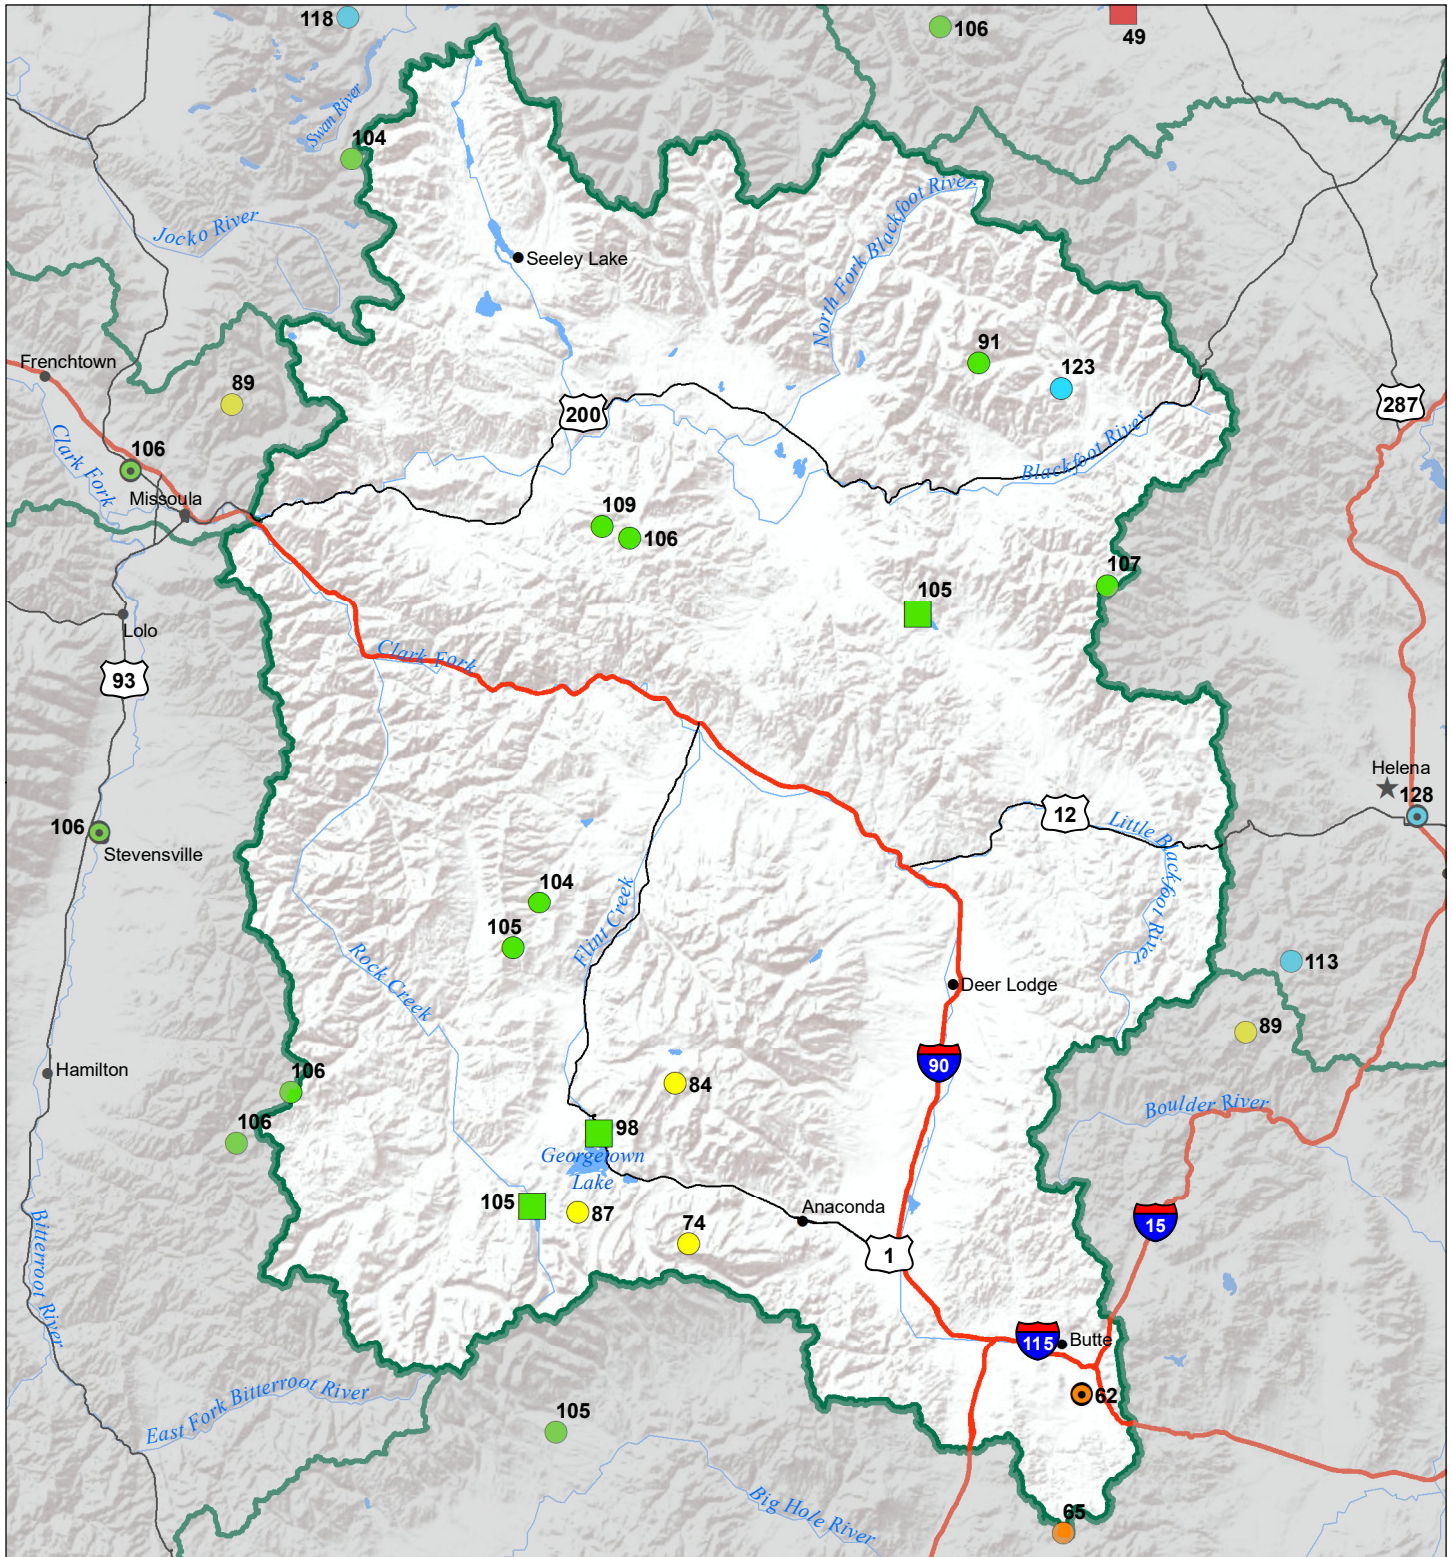 118
106
49
Swan River
104
North Fork Blackfoot River
Jocko River
Seeley Lake
91
123
Frenchtown
89
287
200
Clark Fork
106
Blackfoot River
Missoula
109
106
107
105
Lolo
Clark Fork
93
Helena
128
12
Little Blackfoot River
106
Stevensville
104
Flint Creek
105
Rock Creek
113
Deer Lodge
89
90
Hamilton
84
106
Boulder River
98
106
Georgetown
Lake
105
87
Anaconda
15
74
1
Bitterroot River
115
Butte
62
East Fork Bitterroot River
105
Big Hole River
65